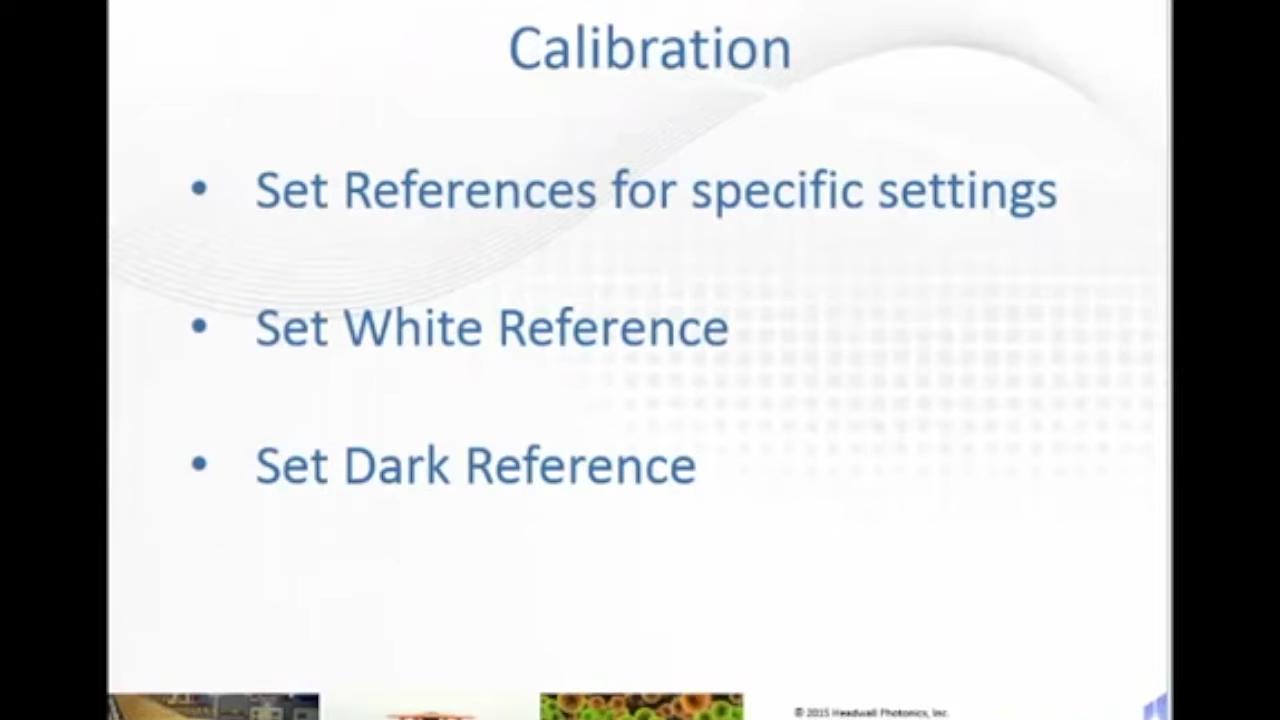 Calibration
• Set References for specific settings
• Set White Reference
• Set Dark Reference
© 2015 Headwall Photonics, Inc.